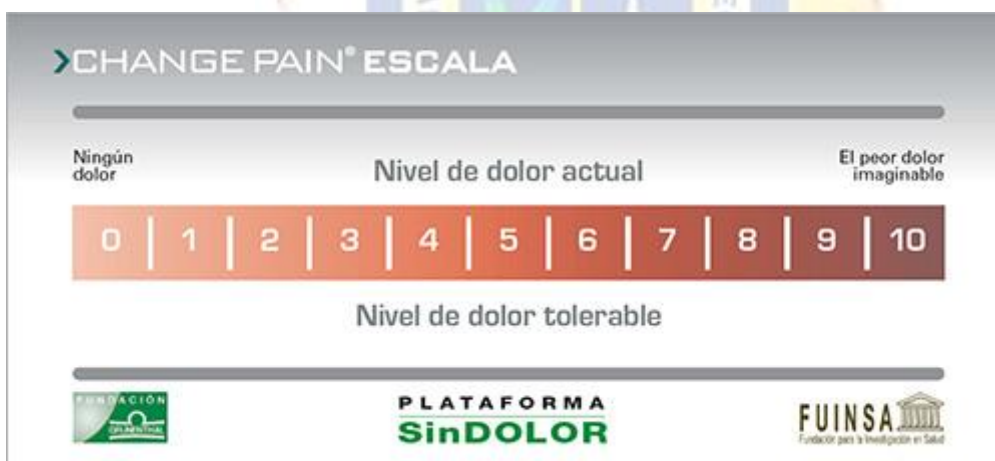 >CHANGE PAIN® ESCALA
Ningún
dolor
Nivel de dolor actual
El peor dolor
imaginable
0 1 2 3 4 5 6 7 8 9 10
Nivel de dolor tolerable
FUNDACIÓN
GRÜNENTHAL
PLATAFORMA
SinDOLOR
FUINSA
Fundación para la Investigación en Salud